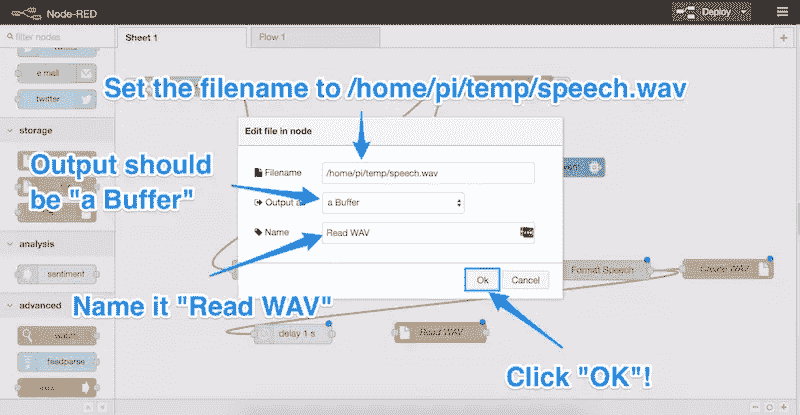 Node-RED
Deploy
filter nodes
Sheet 1
Flow 1
twitter
e mail
twitter
Set the filename to /home/pi/temp/speech.wav
storage
Edit file in node
Filename
/home/pi/temp/speech.wav
Output should
be "a Buffer"
Output as
a Buffer
Name
Read WAV
analysis
sentiment
Ok
Cancel
Format Speech
Create WAV
advanced
Name it "Read WAV"
watch
delay 1 s
Read WAV
feedparse
exec
Click "OK"!